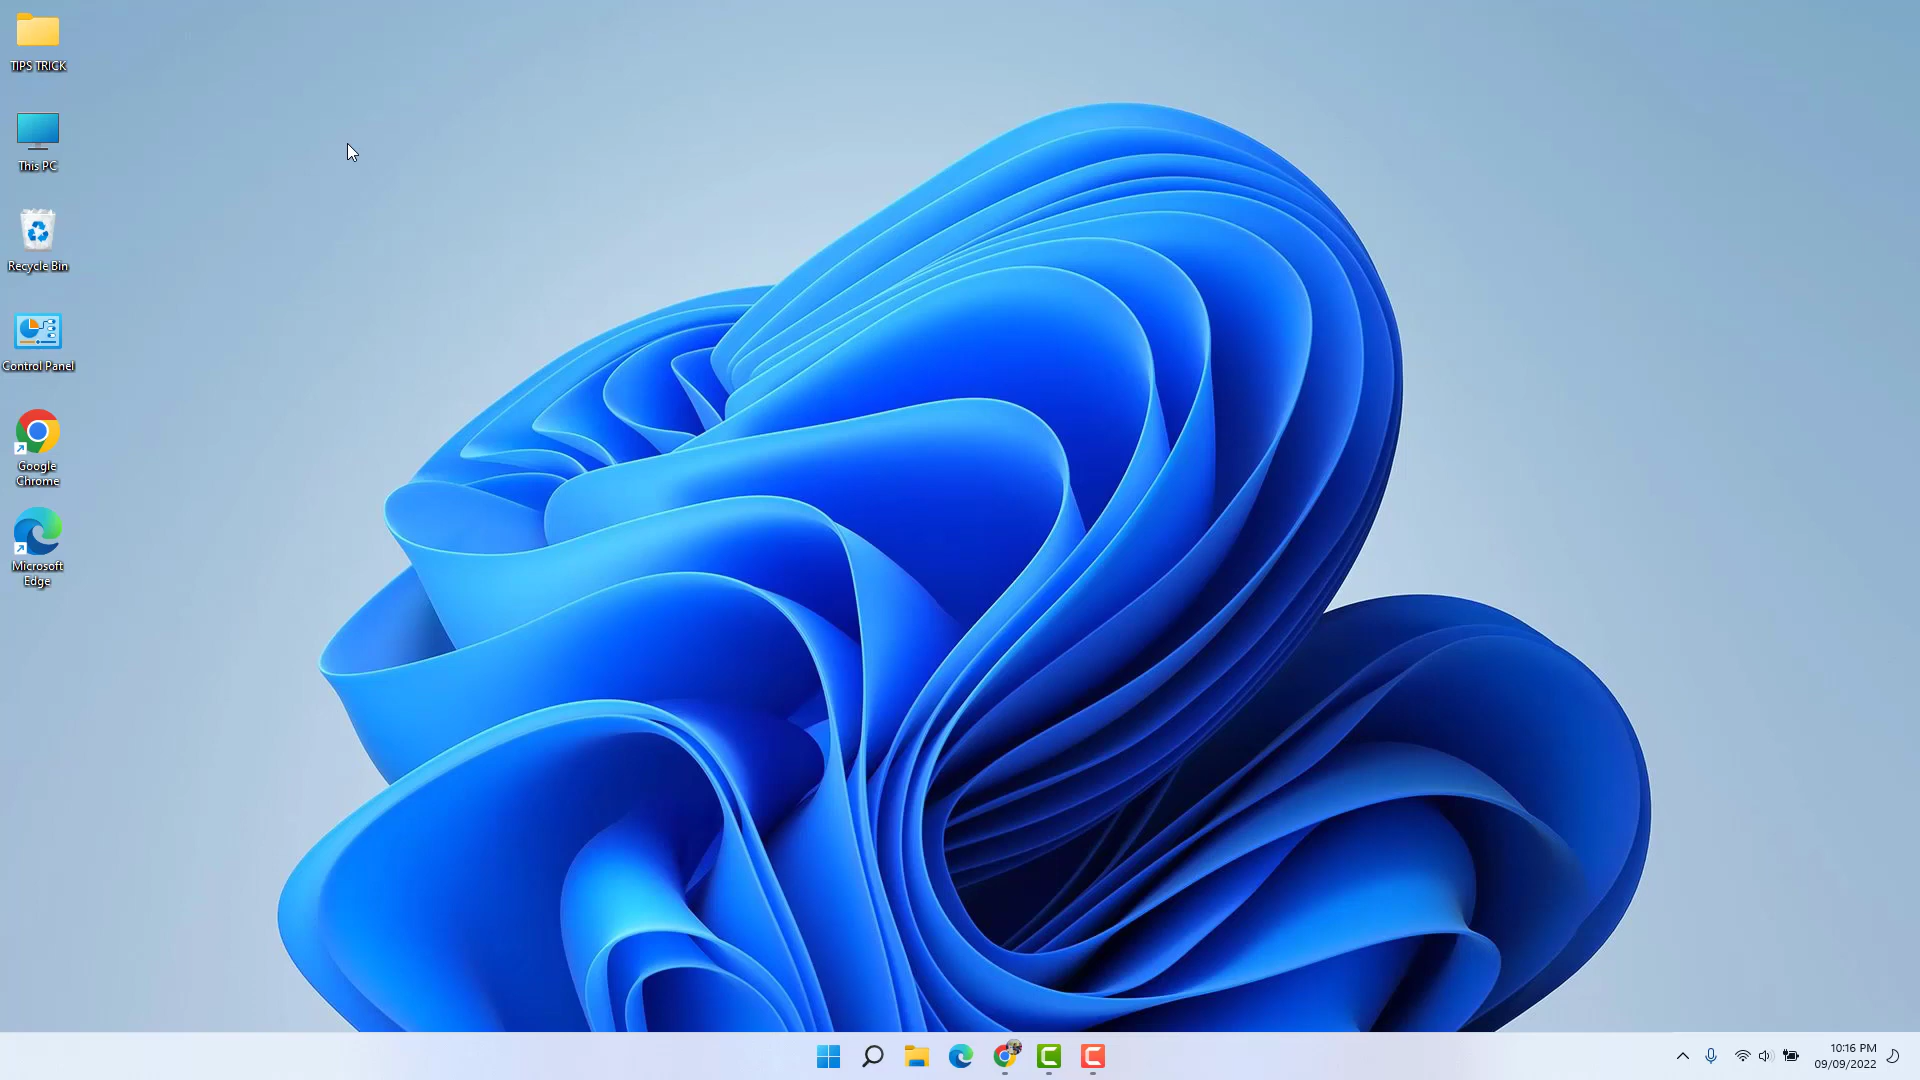 TIPS TRICK
This PC
Recycle Bin
Control Panel
Google
Chrome
Microsoft
Edge
10:16 PM
09/09/2022